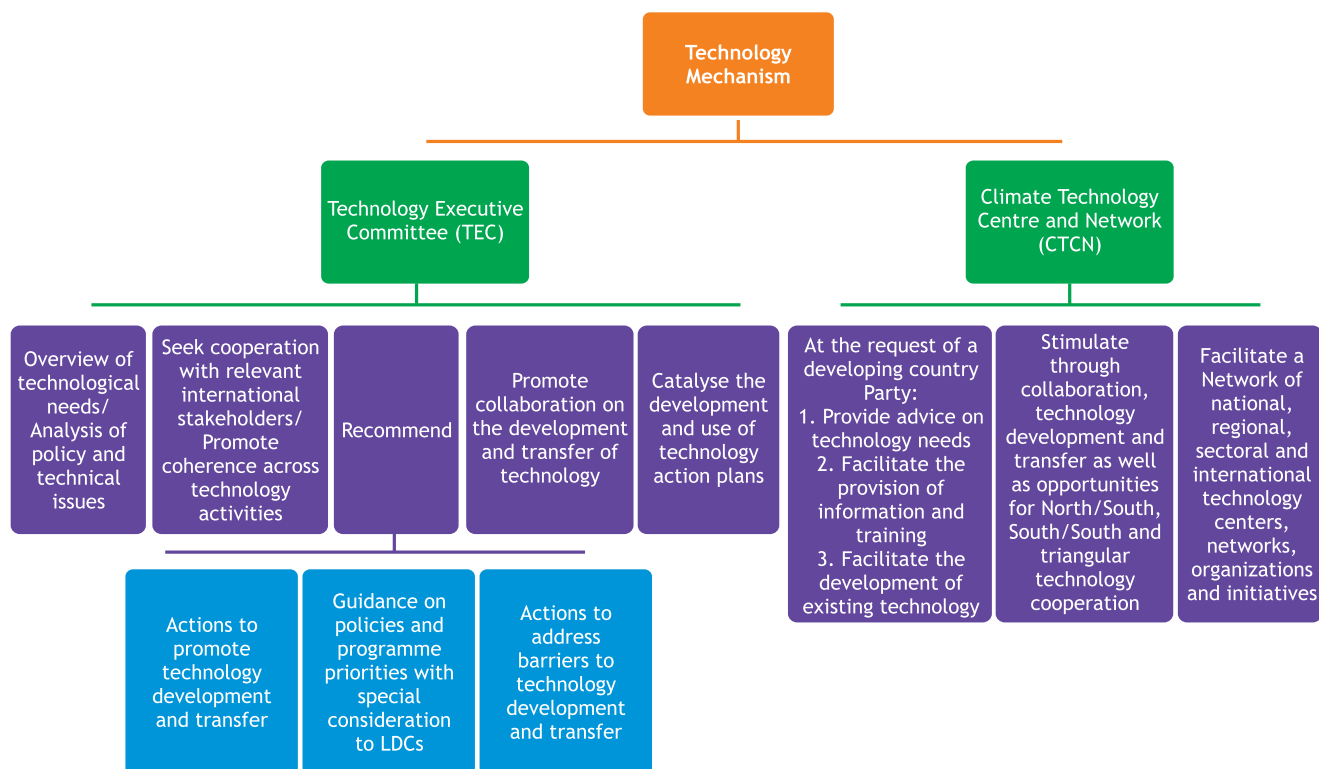 Technology
Mechanism
Technology Executive
Committee (TEC)
Climate Technology
Centre and Network
(CTCN)
Overview of
technological
needs/
Analysis of
policy and
technical
issues
Seek cooperation
with relevant
international
stakeholders/
Promote
coherence across
technology
activities
Recommend
Promote
collaboration on
the development
and transfer of
technology
Catalyse the
development
and use of
technology
action plans
At the request of a
developing country
Party:
1. Provide advice on
technology needs
2. Facilitate the
provision of
information and
training
3. Facilitate the
development of
existing technology
Stimulate
through
collaboration,
technology
development and
transfer as well
as opportunities
for North/South,
South/South and
triangular
technology
cooperation
Facilitate a
Network of
national,
regional,
sectoral and
international
technology
centers,
networks,
organizations
and initiatives
Actions to
promote
technology
development
and transfer
Guidance on
policies and
programme
priorities with
special
consideration
to LDCs
Actions to
address
barriers to
technology
development
and transfer